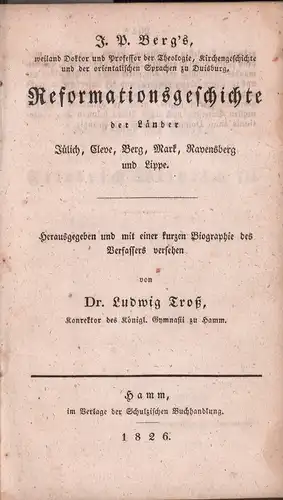 J. P. Berg's,
weiland Doktor und Professor der Theologie, Kirchengeschichte
und der orientalischen Sprachen zu Duisburg,
Reformationsgeschichte
der Länder
Jülich, Cleve, Berg, Mark, Ravensberg
und Lippe.
Herausgegeben und mit einer kurzen Biographie des
Verfassers versehen
von
Dr. Ludwig Troß,
Konrektor des Königl. Gymnasii zu Hamm.
Hamm,
im Verlage der Schulzischen Buchhandlung.
1826.